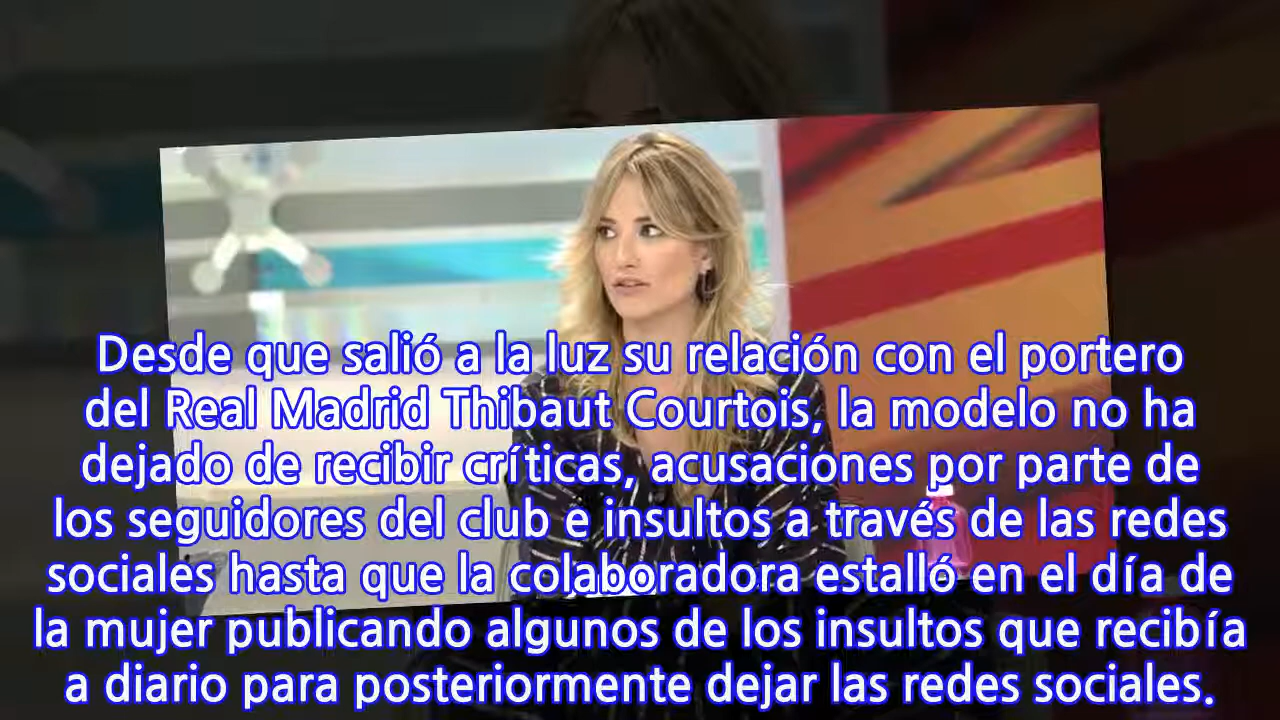 Desde que salió a la luz su relación con el portero
del Real Madrid Thibaut Courtois, la modelo no ha
dejado de recibir críticas, acusaciones por parte de
los seguidores del club e insultos a través de las redes
sociales hasta que la colaboradora estalló en el día de
la mujer publicando algunos de los insultos que recibía
a diario para posteriormente dejar las redes sociales.